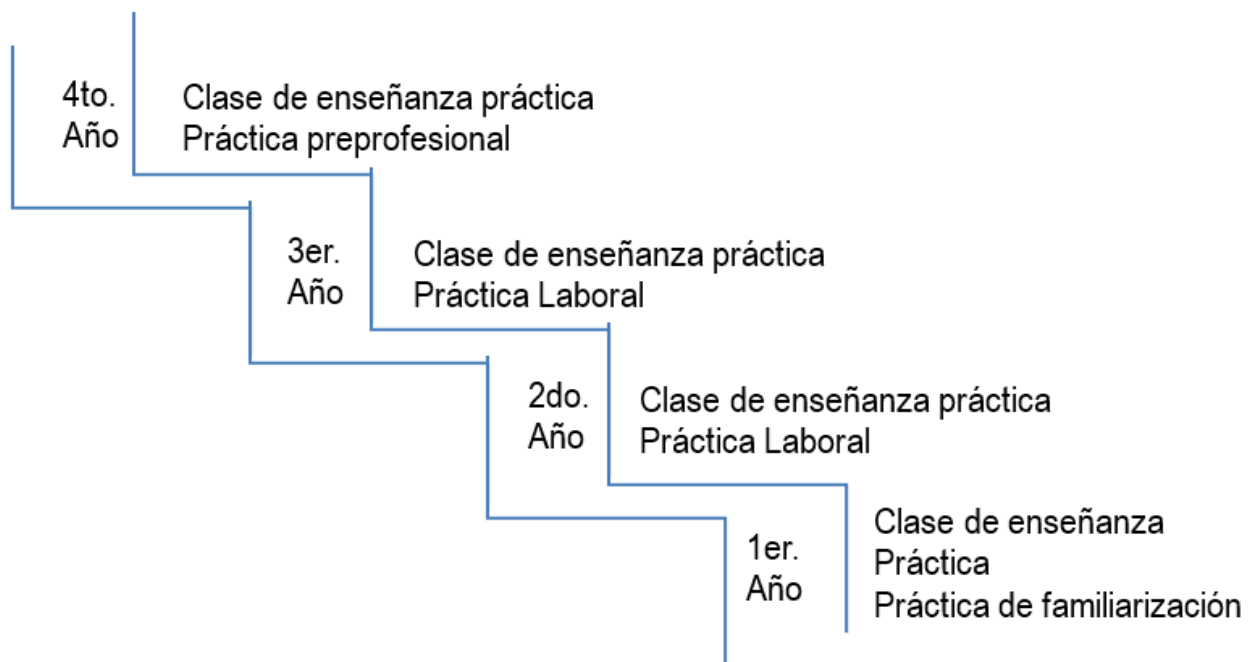 4to.
Año
Clase de enseñanza práctica
Práctica preprofesional
3er.
Año
Clase de enseñanza práctica
Práctica Laboral
2do.
Año
Clase de enseñanza práctica
Práctica Laboral
1er.
Año
Clase de enseñanza
Práctica
Práctica de familiarización